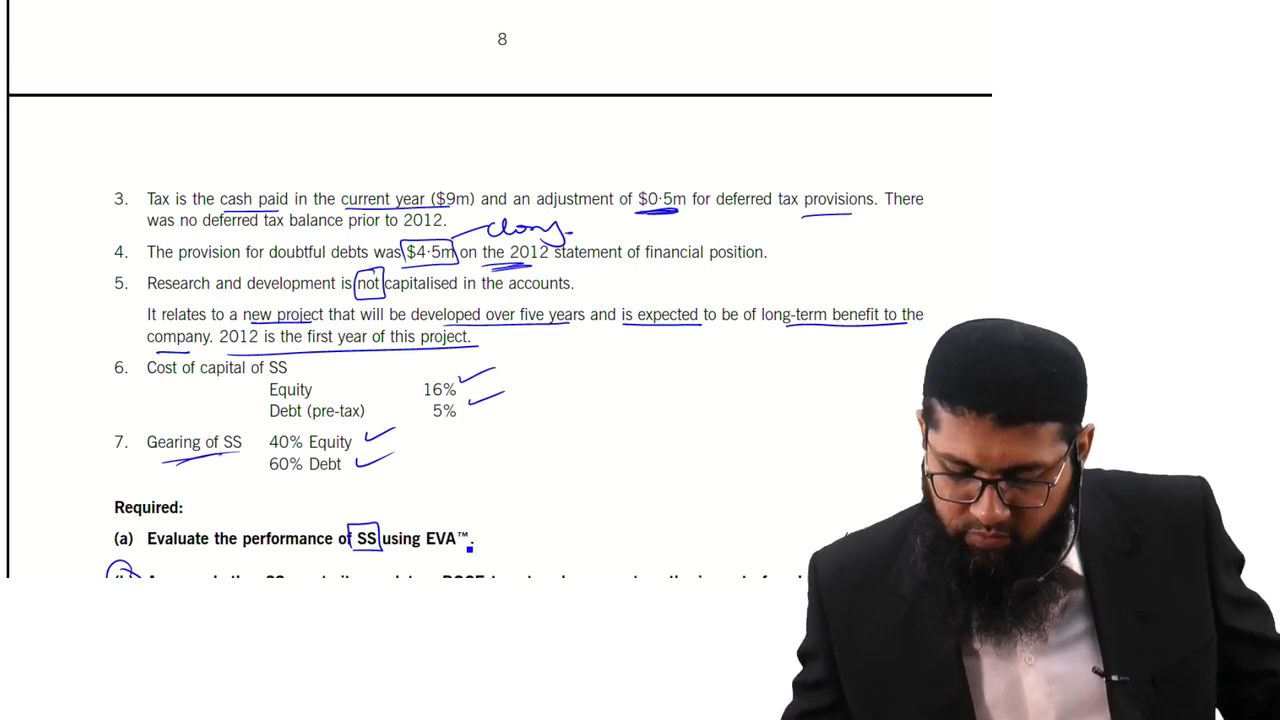 8
3. Tax is the cash paid in the current year ($9m) and an adjustment of $0·5m for deferred tax provisions. There
was no deferred tax balance prior to 2012.
4. The provision for doubtful debts was $4·5m on the 2012 statement of financial position.
5. Research and development is not capitalised in the accounts.
It relates to a new project that will be developed over five years and is expected to be of long-term benefit to the
company. 2012 is the first year of this project.
6. Cost of capital of SS
Equity 16%
Debt (pre-tax) 5%
7. Gearing of SS 40% Equity
60% Debt
Required:
(a) Evaluate the performance of SS using EVA™.